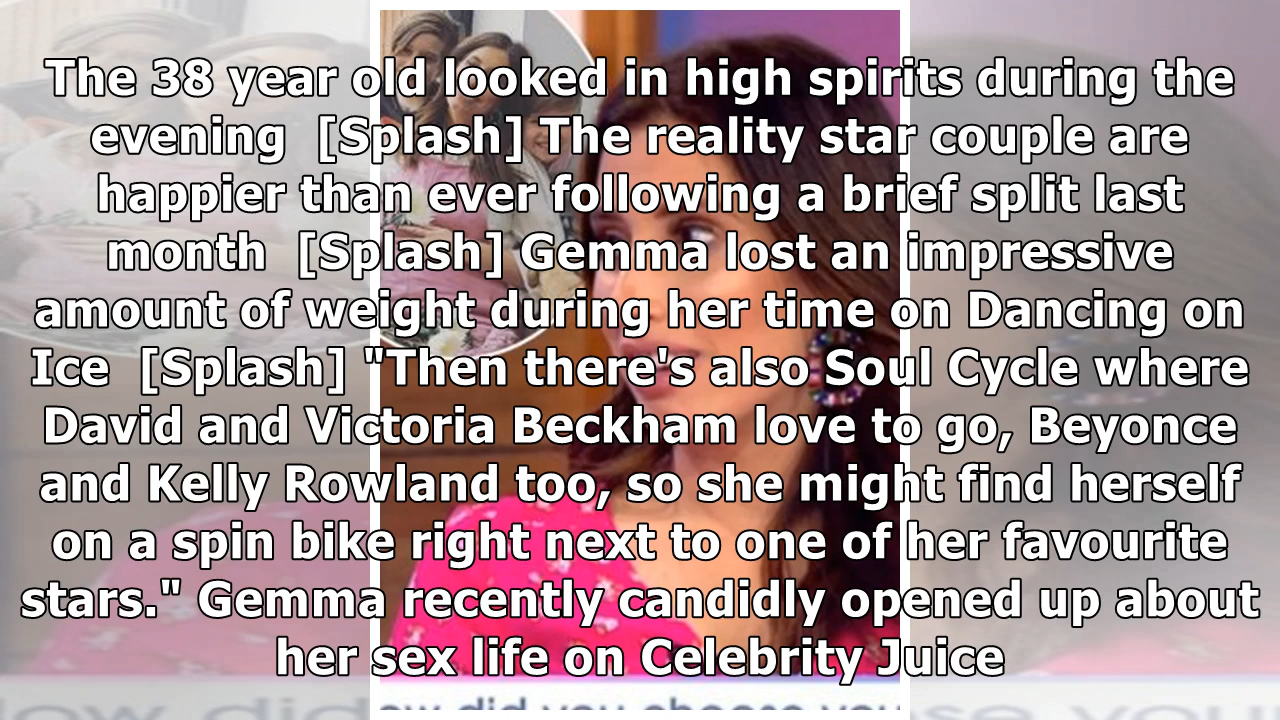 The 38 year old looked in high spirits during the
evening  [Splash] The reality star couple are
happier than ever following a brief split last
month  [Splash] Gemma lost an impressive
amount of weight during her time on Dancing on
Ice  [Splash] "Then there's also Soul Cycle where
David and Victoria Beckham love to go, Beyonce
and Kelly Rowland too, so she might find herself
on a spin bike right next to one of her favourite
stars." Gemma recently candidly opened up about
her sex life on Celebrity Juice
did you choose